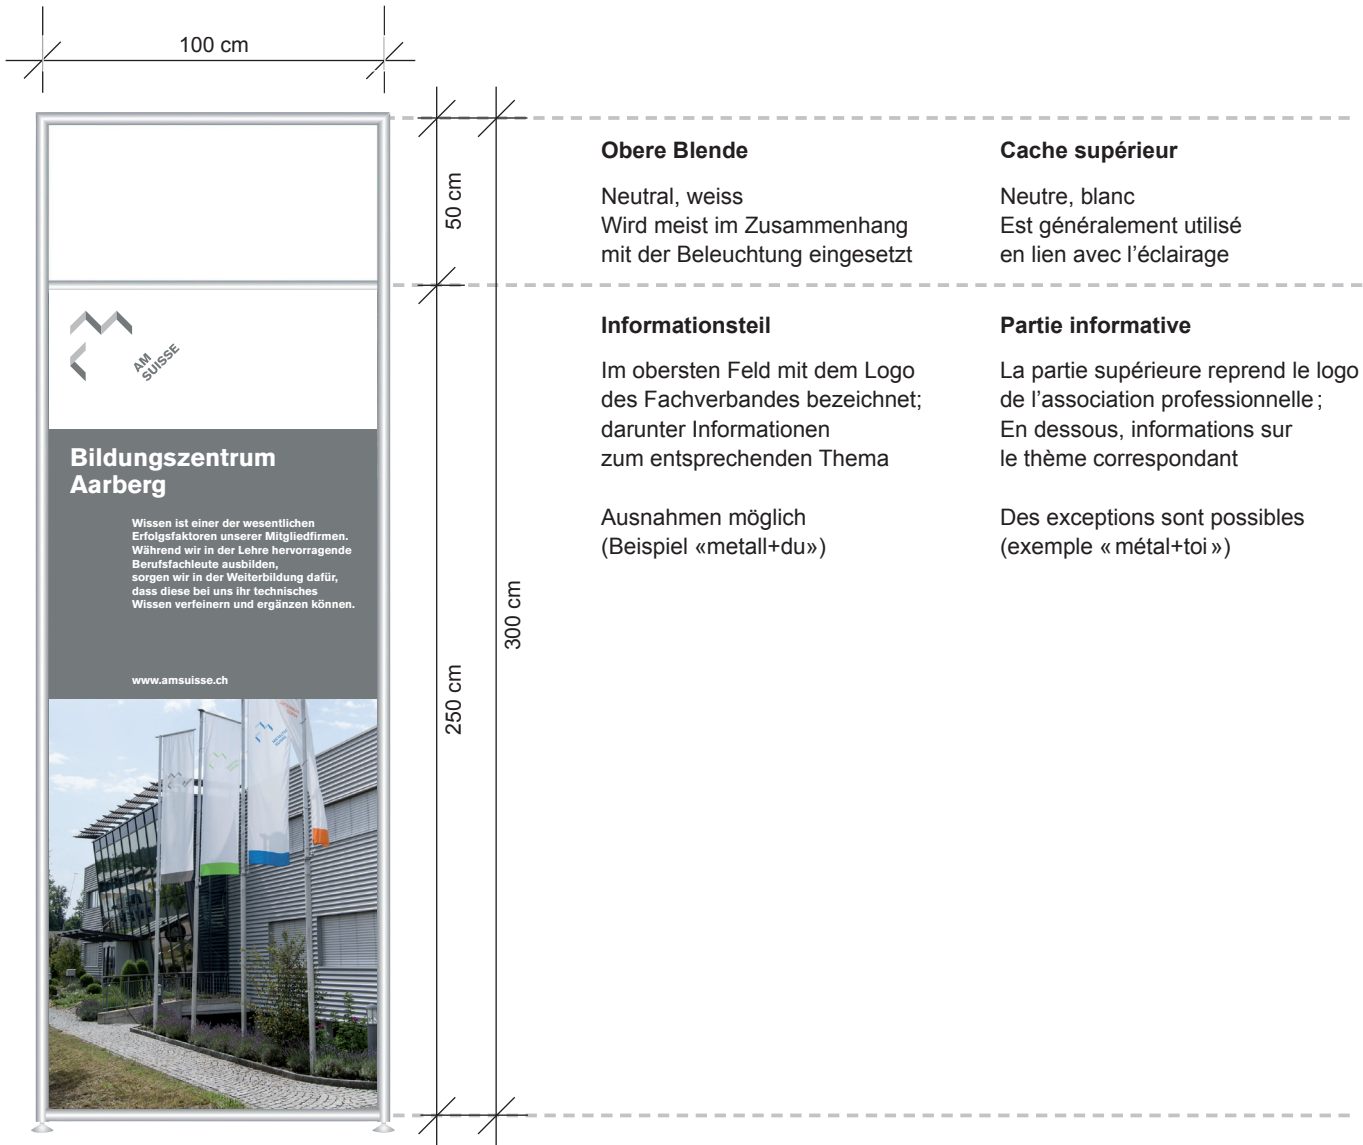 100 cm
50 cm
250 cm
300 cm
AM
SUISSE
Bildungszentrum
Aarberg
Wissen ist einer der wesentlichen
Erfolgsfaktoren unserer Mitgliedfirmen.
Während wir in der Lehre hervorragende
Berufsfachleute ausbilden,
sorgen wir in der Weiterbildung dafür,
dass diese bei uns ihr technisches
Wissen verfeinern und ergänzen können.
www.amsuisse.ch
Obere Blende
Neutral, weiss
Wird meist im Zusammenhang
mit der Beleuchtung eingesetzt
Informationsteil
Im obersten Feld mit dem Logo
des Fachverbandes bezeichnet;
darunter Informationen
zum entsprechenden Thema
Ausnahmen möglich
(Beispiel «metall+du»)
Cache supérieur
Neutre, blanc
Est généralement utilisé
en lien avec l’éclairage
Partie informative
La partie supérieure reprend le logo
de l’association professionnelle ;
En dessous, informations sur
le thème correspondant
Des exceptions sont possibles
(exemple « métal+toi »)